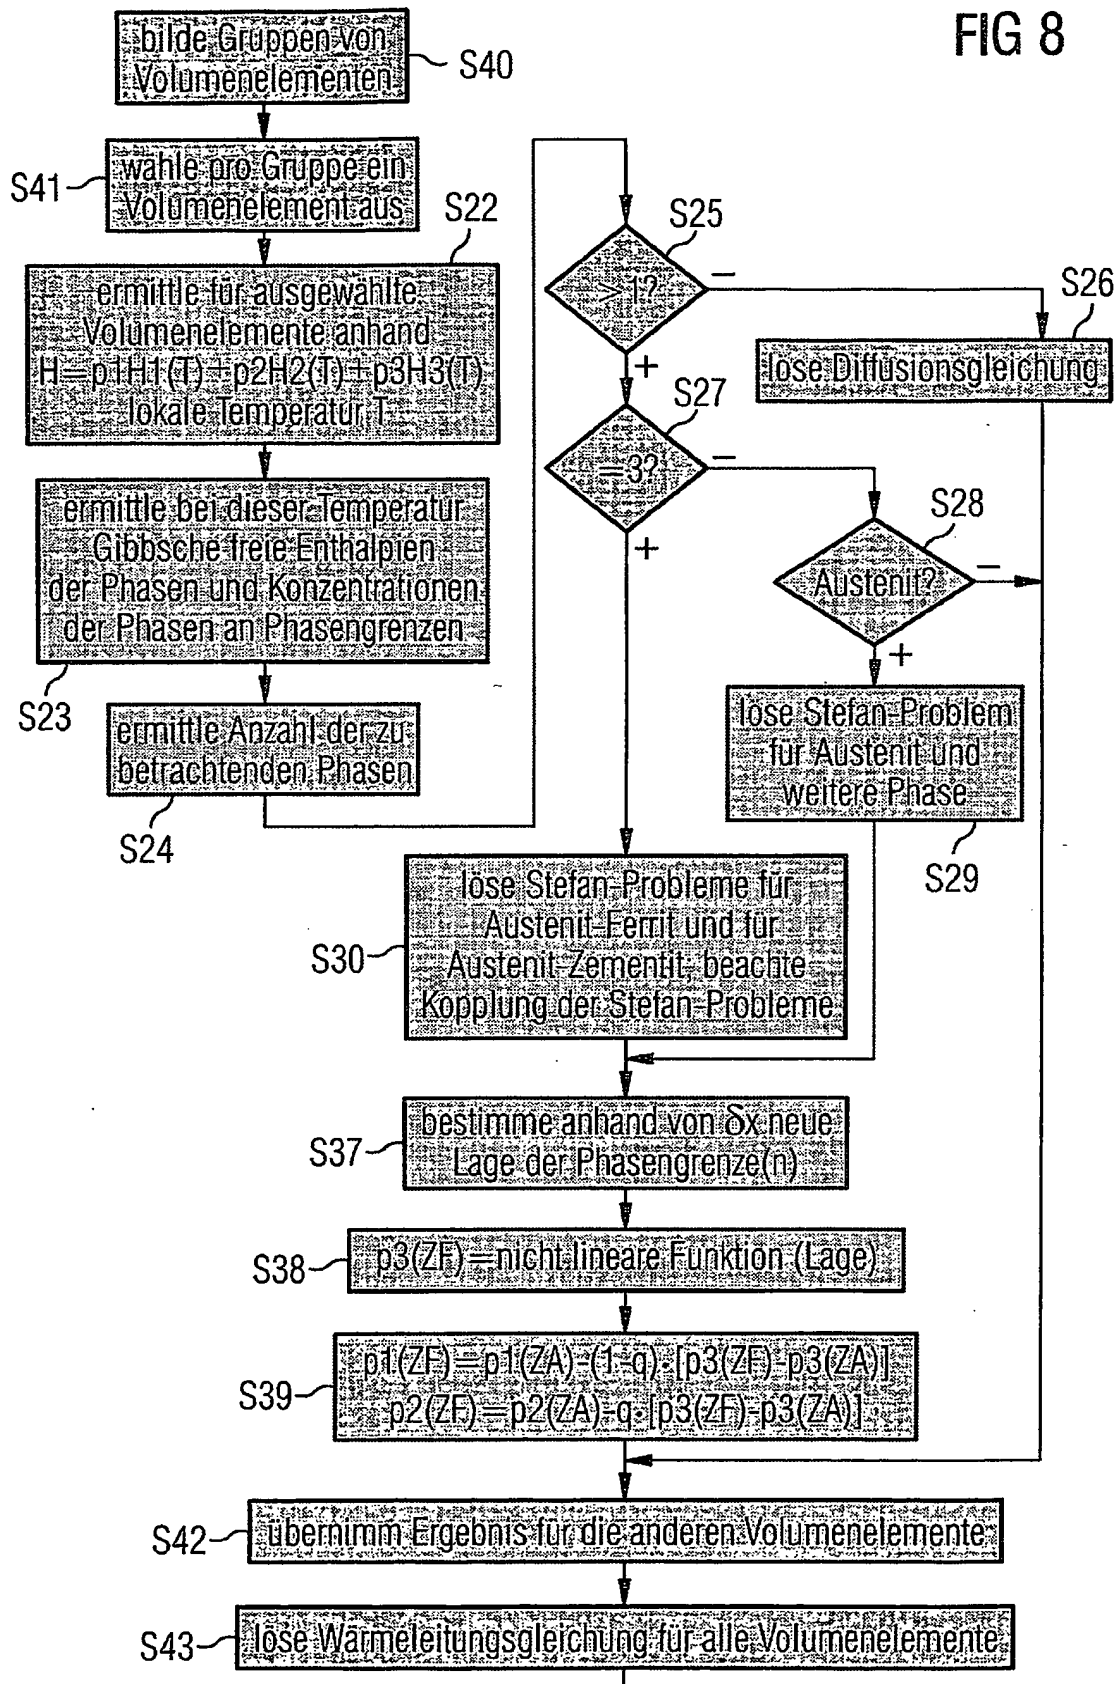 FIG 8
bilde Gruppen von
Volumenelementen
S40
wähle pro Gruppe ein
Volumenelement aus
S41
S22
ermittle für ausgewählte
Volumenelemente anhand
H=p1H1(T)+p2H2(T)+p3H3(T)
lokale Temperatur T
ermittle bei dieser Temperatur
Gibbsche freie Enthalpien
der Phasen und Konzentrationen
der Phasen an Phasengrenzen
S23
ermittle Anzahl der zu
betrachtenden Phasen
S24
S25
> 1?
−
+
S26
löse Diffusionsgleichung
S27
=3?
−
+
S28
Austenit?
−
+
löse Stefan-Problem
für Austenit und
weitere Phase
S29
löse Stefan-Probleme für
Austenit-Ferrit und für
Austenit-Zementit; beachte
Kopplung der Stefan-Probleme
S30
bestimme anhand von δx neue
Lage der Phasengrenze(n)
S37
p3(ZF)=nicht lineare Funktion (Lage)
S38
p1(ZF)=p1(ZA)-(1-q)·[p3(ZF)-p3(ZA)]
p2(ZF)=p2(ZA)-q·[p3(ZF)-p3(ZA)]
S39
übernimm Ergebnis für die anderen Volumenelemente
S42
löse Wärmeleitungsgleichung für alle Volumenelemente
S43